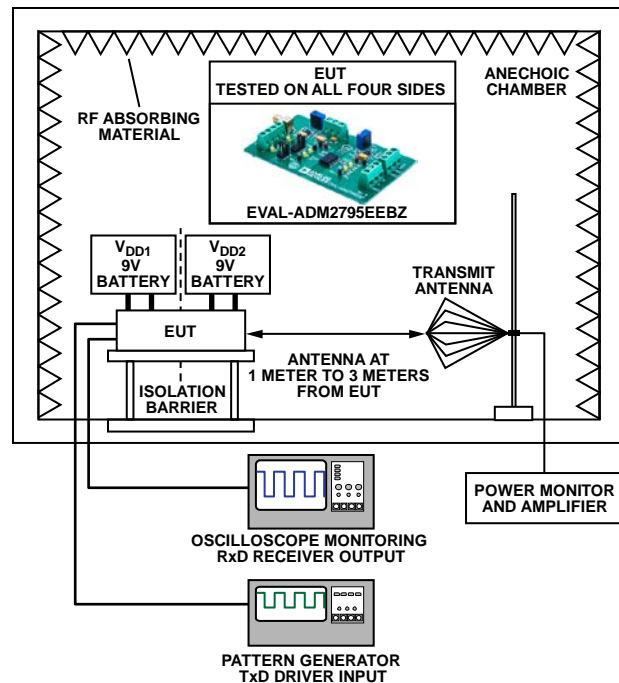 EUT
TESTED ON ALL FOUR SIDES
ANECHOIC
CHAMBER
RF ABSORBING
MATERIAL
EVAL-ADM2795EEBZ
VDD1
9V
BATTERY
VDD2
9V
BATTERY
TRANSMIT
ANTENNA
EUT
ANTENNA AT
1 METER TO 3 METERS
FROM EUT
ISOLATION
BARRIER
POWER MONITOR
AND AMPLIFIER
OSCILLOSCOPE MONITORING
RxD RECEIVER OUTPUT
PATTERN GENERATOR
TxD DRIVER INPUT